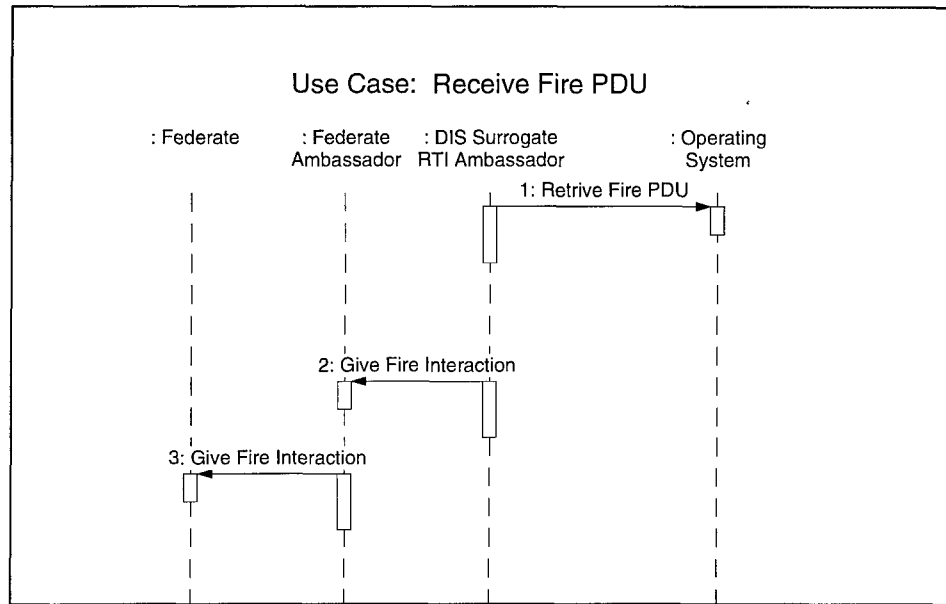 Use Case: Receive Fire PDU
: Federate
: Federate
Ambassador
: DIS Surrogate
RTI Ambassador
: Operating
System
1: Retrive Fire PDU
2: Give Fire Interaction
3: Give Fire Interaction